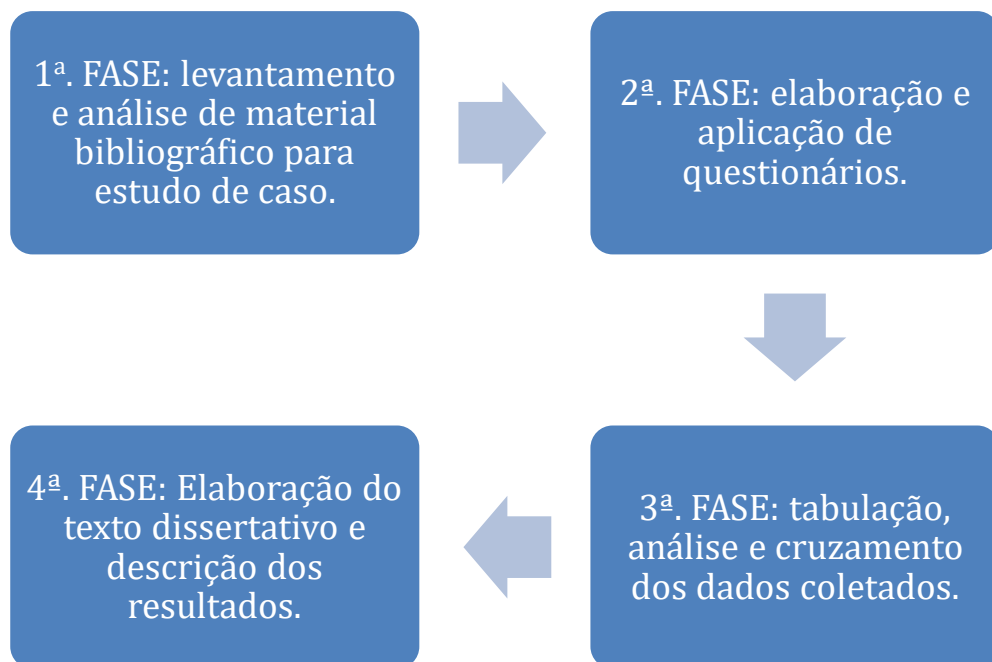 1ª. FASE: levantamento
e análise de material
bibliográfico para
estudo de caso.
2ª. FASE: elaboração e
aplicação de
questionários.
3ª. FASE: tabulação,
análise e cruzamento
dos dados coletados.
4ª. FASE: Elaboração do
texto dissertativo e
descrição dos
resultados.